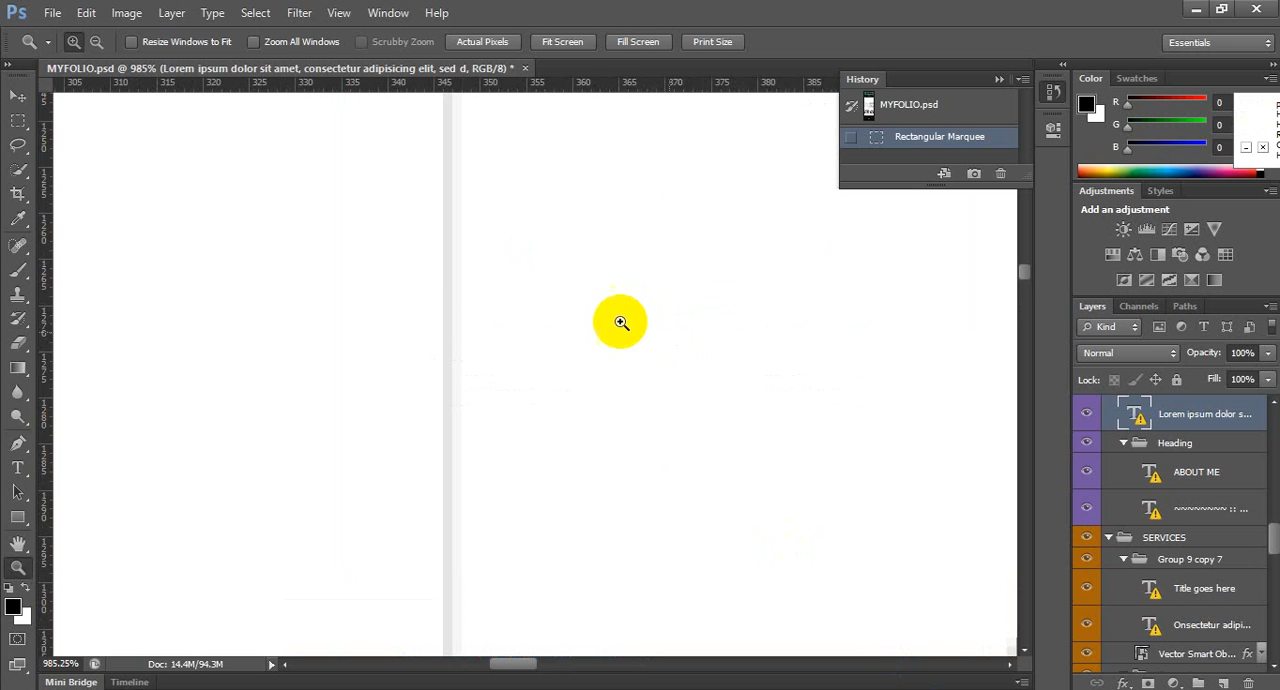 Ps File Edit Image Layer Type Select Filter View Window Help
Resize Windows to Fit Zoom All Windows Scrubby Zoom Actual Pixels Fit Screen Fill Screen Print Size Essentials
MYFOLIO.psd @ 985% (Lorem ipsum dolor sit amet, consectetur adipisicing elit, sed d, RGB/8) * ×
305 310 315 320 325 330 335 340 345 350 355 360 365 370 375 380 385
History
MYFOLIO.psd
Rectangular Marquee
Color Swatches
R 0
G 0
B 0
Adjustments Styles
Add an adjustment
Layers Channels Paths
Kind
Normal Opacity: 100%
Lock: Fill: 100%
Lorem ipsum dolor s...
Heading
ABOUT ME
~~~~~~~~ :: ...
SERVICES
Group 9 copy 7
Title goes here
Onsectetur adipi...
Vector Smart Ob... fx
985.25% Doc: 14.4M/94.3M
Mini Bridge Timeline